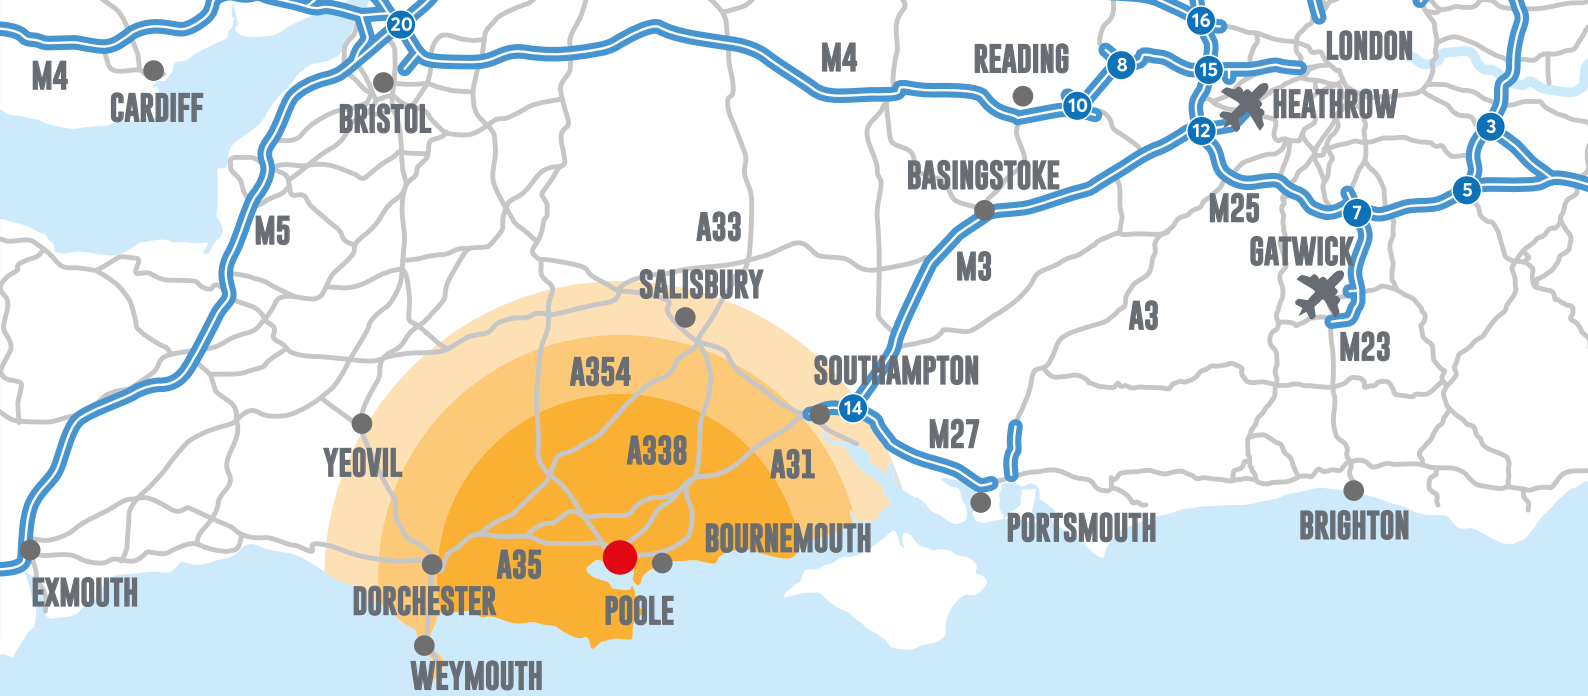 20
16
M4
LONDON
READING
8
15
M4
CARDIFF
10
HEATHROW
BRISTOL
12
3
BASINGSTOKE
5
M25
7
M5
A33
GATWICK
M3
SALISBURY
A3
M23
A354
SOUTHAMPTON
14
M27
A338
A31
YEOVIL
PORTSMOUTH
BRIGHTON
BOURNEMOUTH
A35
EXMOUTH
DORCHESTER
POOLE
WEYMOUTH